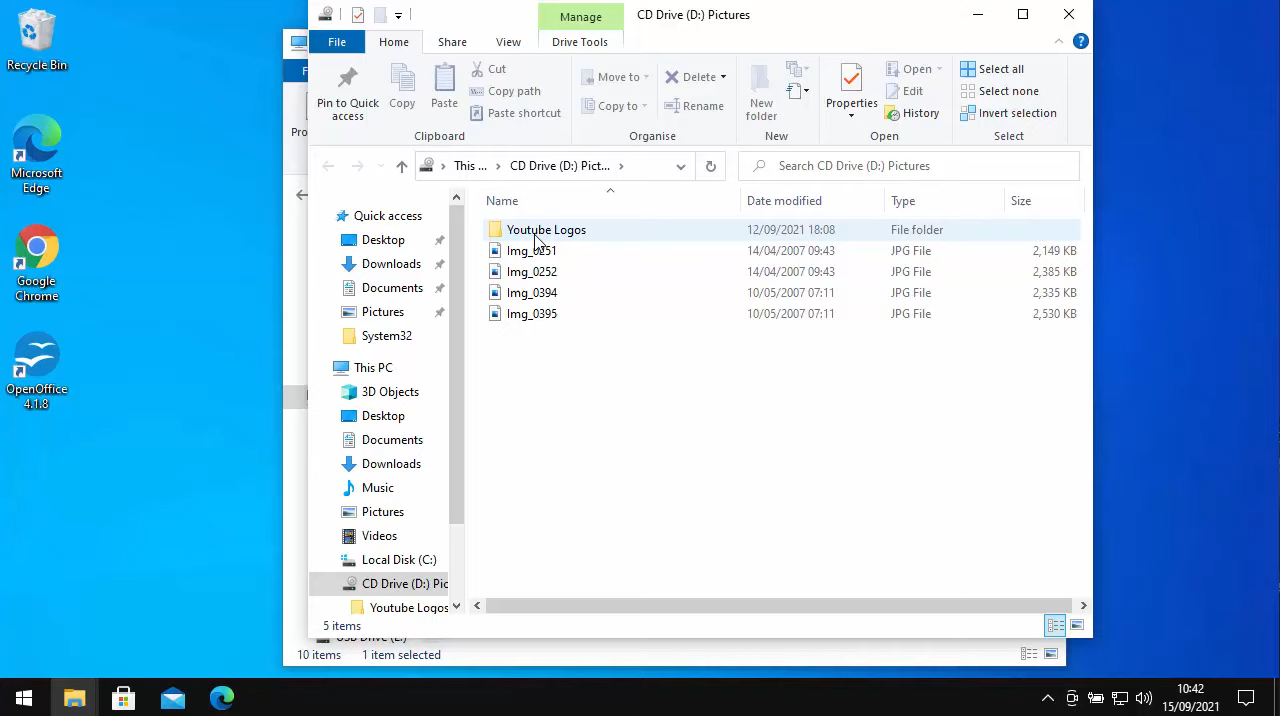 Recycle Bin
Microsoft
Edge
Google
Chrome
OpenOffice
4.1.8
Manage
CD Drive (D:) Pictures
File
Home
Share
View
Drive Tools
Pin to Quick
access
Copy
Paste
Cut
Copy path
Paste shortcut
Clipboard
Move to
Copy to
Delete
Rename
Organise
New
folder
New
Properties
Open
Edit
History
Open
Select all
Select none
Invert selection
Select
This ... > CD Drive (D:) Pict... >
Search CD Drive (D:) Pictures
Name
Date modified
Type
Size
Youtube Logos 12/09/2021 18:08 File folder
Img_0251 14/04/2007 09:43 JPG File 2,149 KB
Img_0252 14/04/2007 09:43 JPG File 2,385 KB
Img_0394 10/05/2007 07:11 JPG File 2,335 KB
Img_0395 10/05/2007 07:11 JPG File 2,530 KB
Quick access
Desktop
Downloads
Documents
Pictures
System32
This PC
3D Objects
Desktop
Documents
Downloads
Music
Pictures
Videos
Local Disk (C:)
CD Drive (D:) Pic
Youtube Logos
5 items
USB Drive (E:)
10 items 1 item selected
10:42
15/09/2021